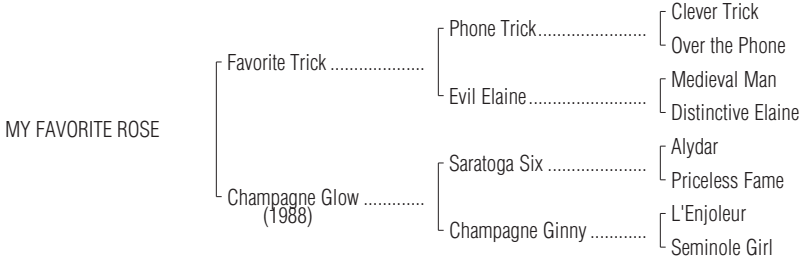 Clever Trick
Phone Trick......................
Over the Phone
Favorite Trick ...................
Medieval Man
Evil Elaine........................
Distinctive Elaine
MY FAVORITE ROSE
Alydar
Saratoga Six ....................
Priceless Fame
Champagne Glow ............
(1988)
L'Enjoleur
Champagne Ginny ...........
Seminole Girl